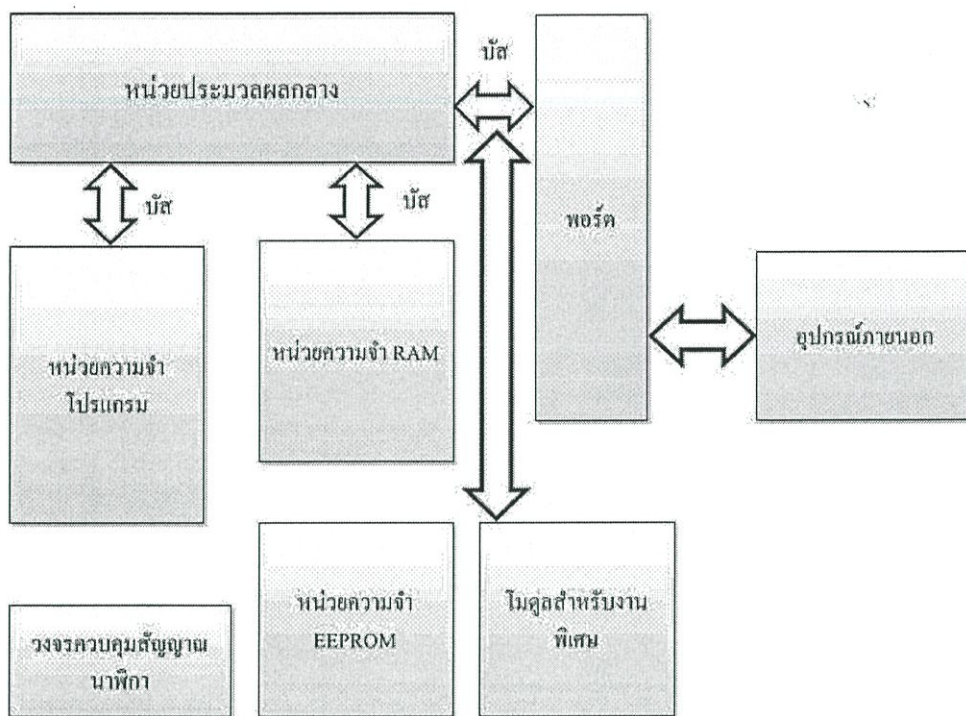 หน่วยประมวลผลกลาง
บัส
บัส
บัส
พอร์ต
หน่วยความจำ
โปรแกรม
หน่วยความจำ RAM
อุปกรณ์ภายนอก
วงจรควบคุมสัญญาณ
นาฬิกา
หน่วยความจำ
EEPROM
โมดูลสำหรับงาน
พิเศษ